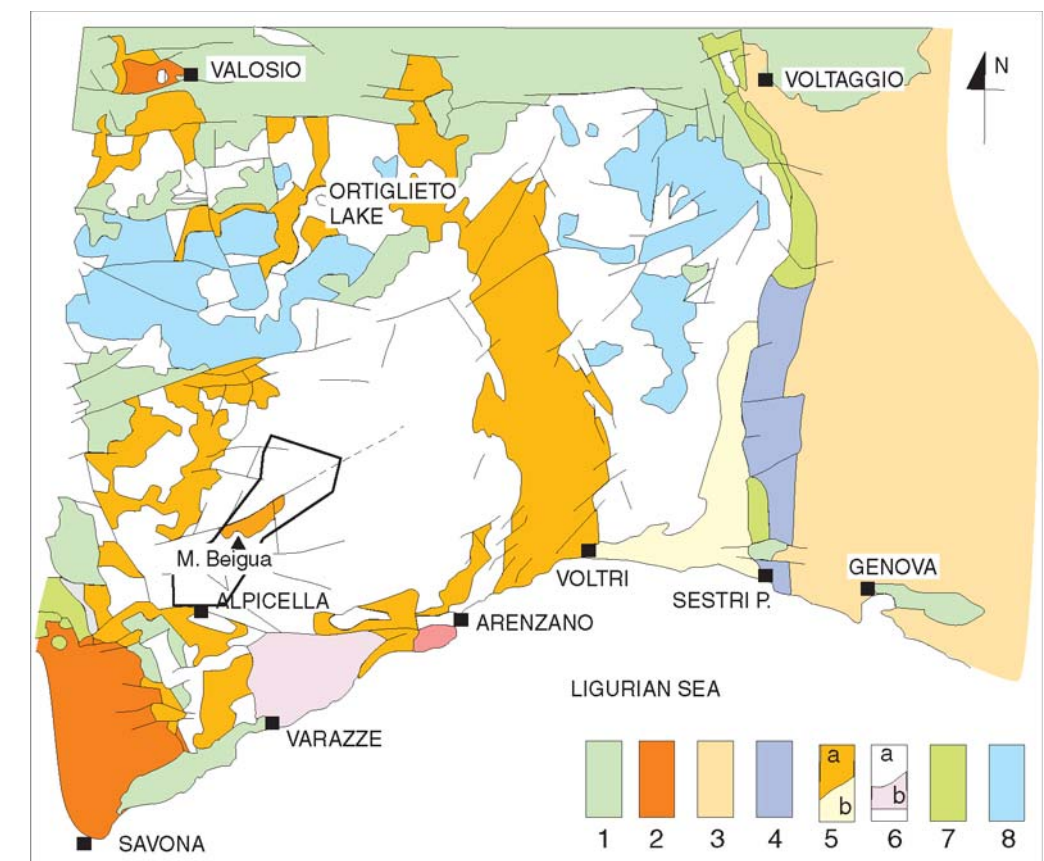 VALOSIO
VOLTAGGIO
N
ORTIGLIETO
LAKE
M. Beigua
ALPICELLA
VOLTRI
SESTRI P.
GENOVA
ARENZANO
LIGURIAN SEA
VARAZZE
SAVONA
a
b
a
b
1 2 3 4 5 6 7 8